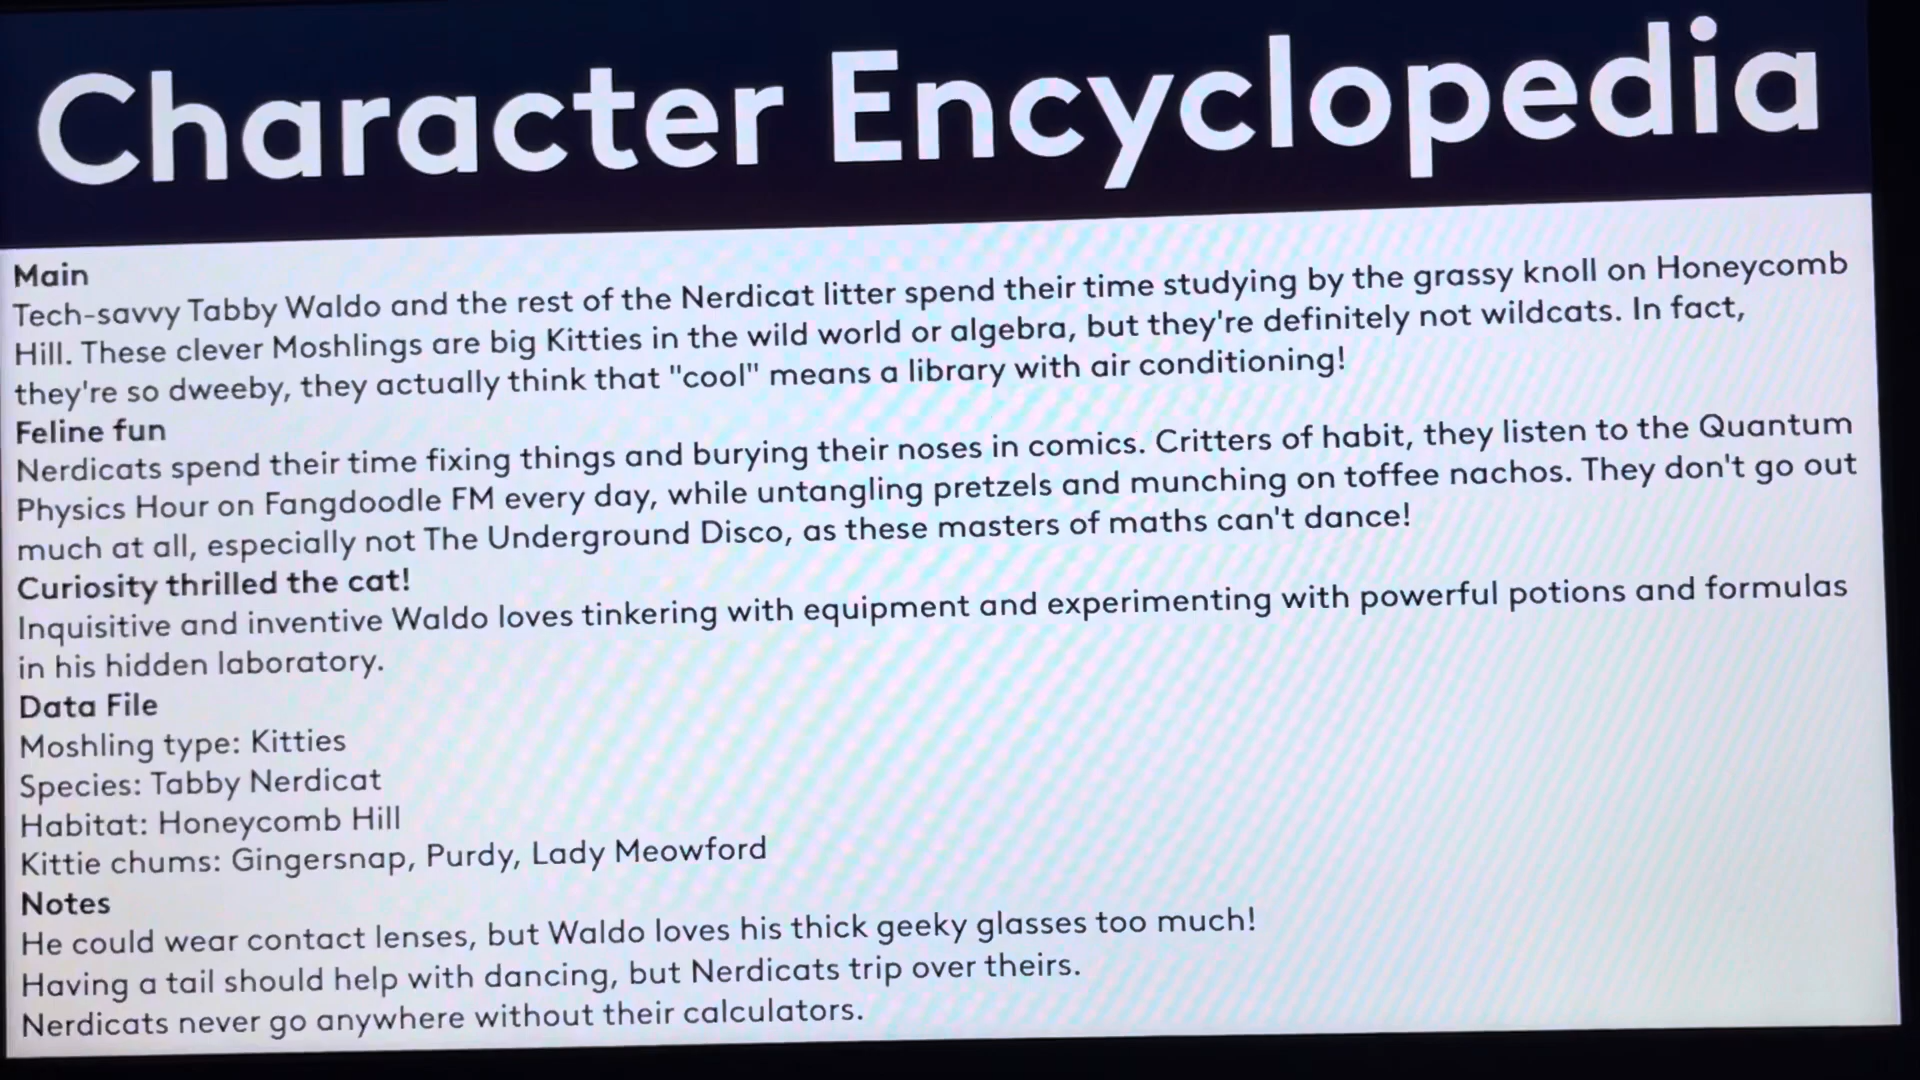 Character Encyclopedia
Main
Tech-savvy Tabby Waldo and the rest of the Nerdicat litter spend their time studying by the grassy knoll on Honeycomb
Hill. These clever Moshlings are big Kitties in the wild world or algebra, but they're definitely not wildcats. In fact,
they're so dweeby, they actually think that "cool" means a library with air conditioning!
Feline fun
Nerdicats spend their time fixing things and burying their noses in comics. Critters of habit, they listen to the Quantum
Physics Hour on Fangdoodle FM every day, while untangling pretzels and munching on toffee nachos. They don't go out
much at all, especially not The Underground Disco, as these masters of maths can't dance!
Curiosity thrilled the cat!
Inquisitive and inventive Waldo loves tinkering with equipment and experimenting with powerful potions and formulas
in his hidden laboratory.
Data File
Moshling type: Kitties
Species: Tabby Nerdicat
Habitat: Honeycomb Hill
Kittie chums: Gingersnap, Purdy, Lady Meowford
Notes
He could wear contact lenses, but Waldo loves his thick geeky glasses too much!
Having a tail should help with dancing, but Nerdicats trip over theirs.
Nerdicats never go anywhere without their calculators.